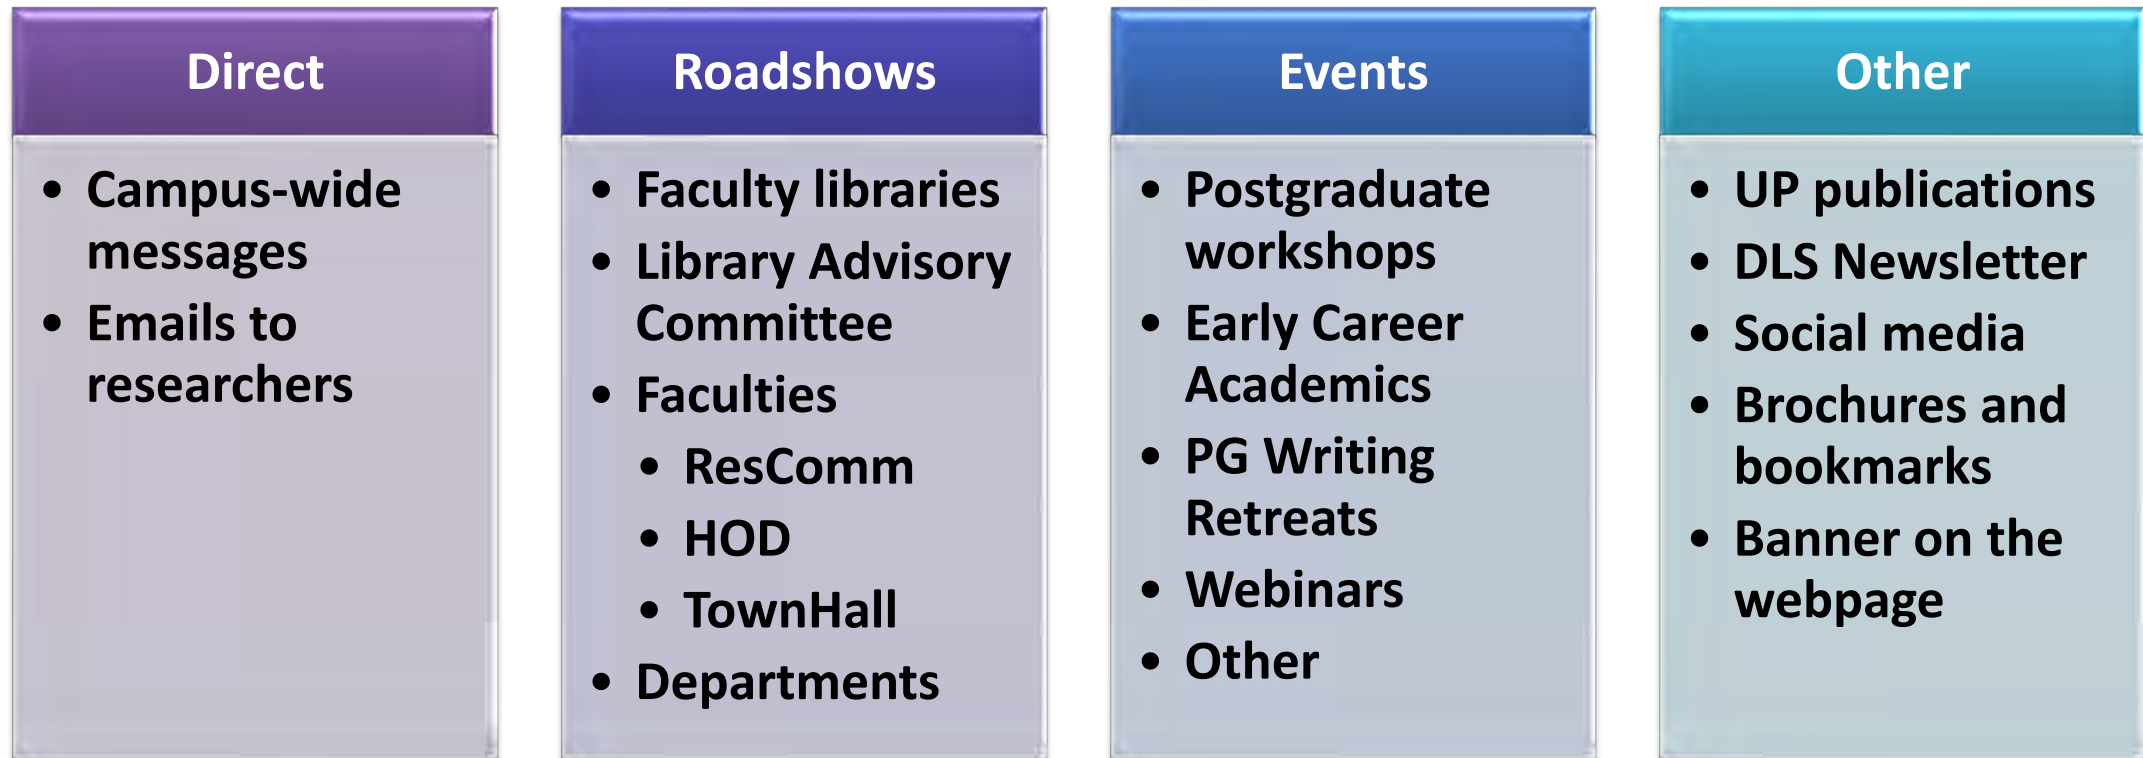 Direct
• Campus-wide
messages
• Emails to
researchers
Roadshows
• Faculty libraries
• Library Advisory
Committee
• Faculties
• ResComm
• HOD
• TownHall
• Departments
Events
• Postgraduate
workshops
• Early Career
Academics
• PG Writing
Retreats
• Webinars
• Other
Other
• UP publications
• DLS Newsletter
• Social media
• Brochures and
bookmarks
• Banner on the
webpage